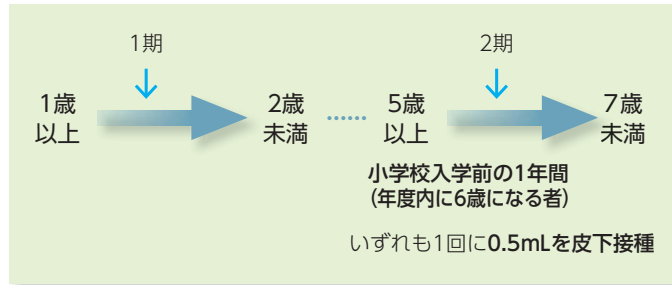 1期
2期
1歳
以上
2歳
未満
……
5歳
以上
7歳
未満
小学校入学前の1年間
(年度内に6歳になる者)
いずれも1回に0.5mLを皮下接種